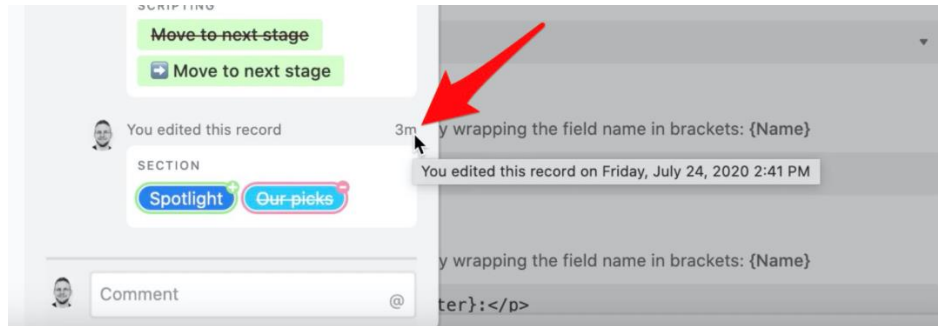 SCRIPTING
Move to next stage
➡️ Move to next stage
You edited this record 3m
y wrapping the field name in brackets: {Name}
You edited this record on Friday, July 24, 2020 2:41 PM
SECTION
Spotlight Our picks
y wrapping the field name in brackets: {Name}
Comment @
ter}:</p>